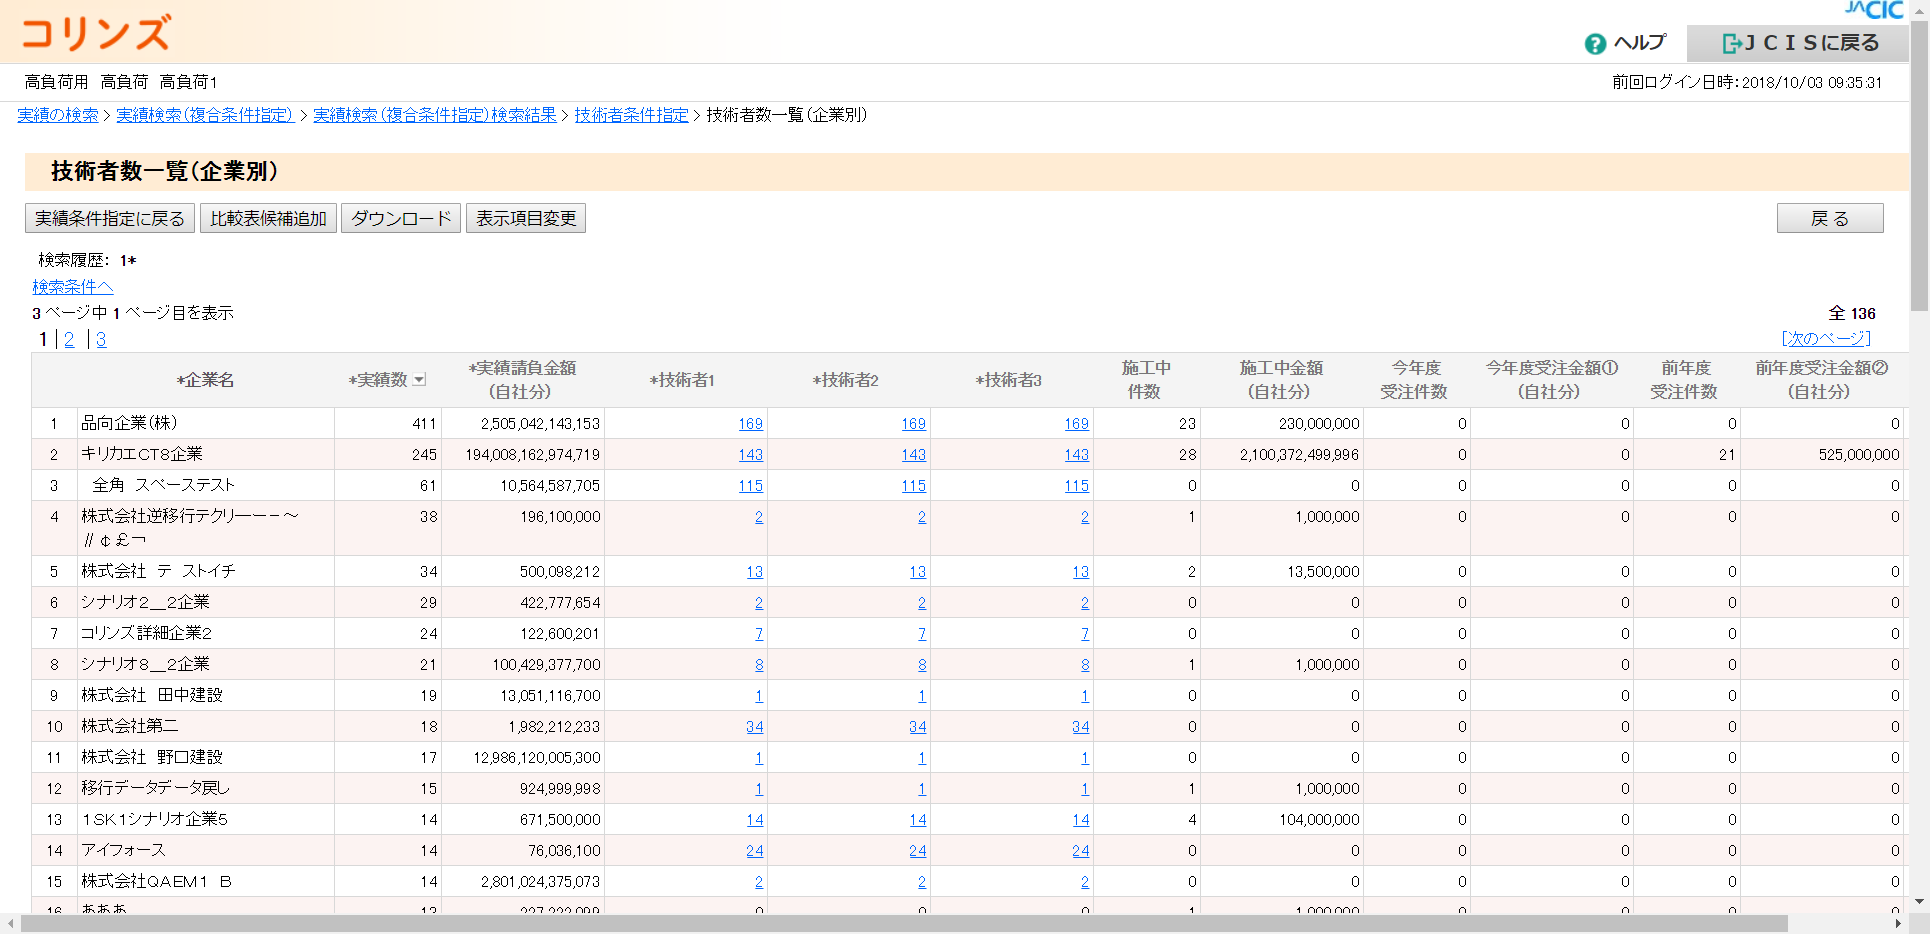 コリンズ
JACIC
? ヘルプ
ＪＣＩＳに戻る
高負荷用　高負荷　高負荷1
前回ログイン日時：2018/10/03 09:35:31
実績の検索 > 実績検索（複合条件指定） > 実績検索（複合条件指定）検索結果 > 技術者条件指定 > 技術者数一覧（企業別）
技術者数一覧（企業別）
実績条件指定に戻る 比較表候補追加 ダウンロード 表示項目変更 戻 る
検索履歴： 1*
検索条件へ
3 ページ中 1 ページ目を表示 全 136
1 | 2 | 3 [次のページ]
*企業名 *実績数 *実績請負金額（自社分） *技術者1 *技術者2 *技術者3 施工中件数 施工中金額（自社分） 今年度受注件数 今年度受注金額①（自社分） 前年度受注件数 前年度受注金額②（自社分）
1 品向企業（株） 411 2,505,042,143,153 169 169 169 23 230,000,000 0 0 0 0
2 キリカエＣＴ８企業 245 194,008,162,974,719 143 143 143 28 2,100,372,499,996 0 0 21 525,000,000
3 　全角　スペーステスト 61 10,564,587,705 115 115 115 0 0 0 0 0 0
4 株式会社逆移行テクリ―ー－～∥￠￡￢ 38 196,100,000 2 2 2 1 1,000,000 0 0 0 0
5 株式会社　テ　ストイチ 34 500,098,212 13 13 13 2 13,500,000 0 0 0 0
6 シナリオ２＿２企業 29 422,777,654 2 2 2 0 0 0 0 0 0
7 コリンズ詳細企業２ 24 122,600,201 7 7 7 0 0 0 0 0 0
8 シナリオ８＿２企業 21 100,429,377,700 8 8 8 1 1,000,000 0 0 0 0
9 株式会社　田中建設 19 13,051,116,700 1 1 1 0 0 0 0 0 0
10 株式会社第二 18 1,982,212,233 34 34 34 0 0 0 0 0 0
11 株式会社　野口建設 17 12,986,120,005,300 1 1 1 0 0 0 0 0 0
12 移行データデータ戻し 15 924,999,998 1 1 1 1 1,000,000 0 0 0 0
13 １ＳＫ１シナリオ企業５ 14 671,500,000 14 14 14 4 104,000,000 0 0 0 0
14 アイフォース 14 76,036,100 24 24 24 0 0 0 0 0 0
15 株式会社ＱＡＥＭ１　Ｂ 14 2,801,024,375,073 2 2 2 0 0 0 0 0 0
16 あああ